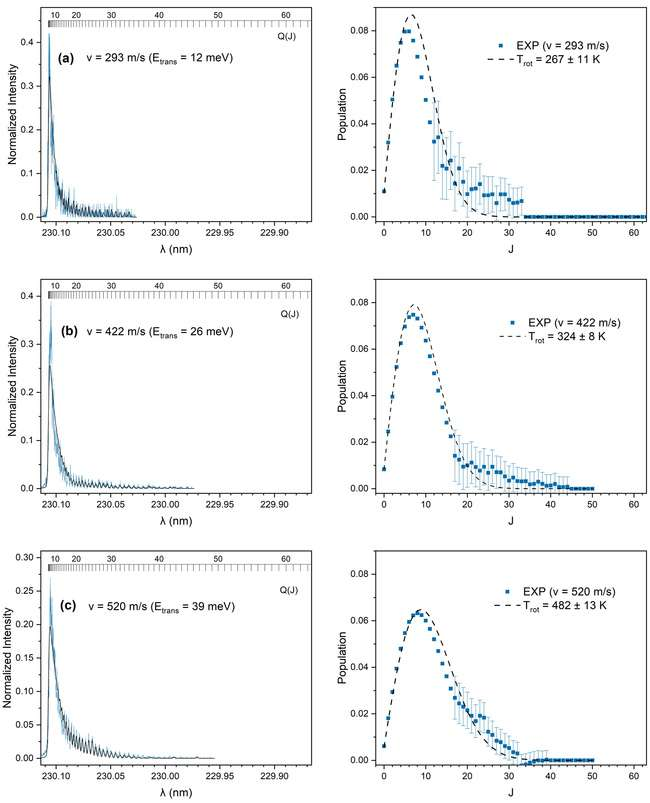 10 20 30 40 50 60
Q(J)
(a) v = 293 m/s (E_trans = 12 meV)
Normalized Intensity
0.4
0.3
0.2
0.1
0.0
230.10 230.05 230.00 229.95 229.90
λ (nm)
EXP (v = 293 m/s)
T_rot = 267 ± 11 K
Population
0.08
0.06
0.04
0.02
0.00
0 10 20 30 40 50 60
J
10 20 30 40 50 60
Q(J)
(b) v = 422 m/s (E_trans = 26 meV)
Normalized Intensity
0.4
0.3
0.2
0.1
0.0
230.10 230.05 230.00 229.95 229.90
λ (nm)
EXP (v = 422 m/s)
T_rot = 324 ± 8 K
Population
0.08
0.06
0.04
0.02
0.00
0 10 20 30 40 50 60
J
10 20 30 40 50 60
Q(J)
(c) v = 520 m/s (E_trans = 39 meV)
Normalized Intensity
0.30
0.25
0.20
0.15
0.10
0.05
0.00
230.10 230.05 230.00 229.95 229.90
λ (nm)
EXP (v = 520 m/s)
T_rot = 482 ± 13 K
Population
0.08
0.06
0.04
0.02
0.00
0 10 20 30 40 50 60
J